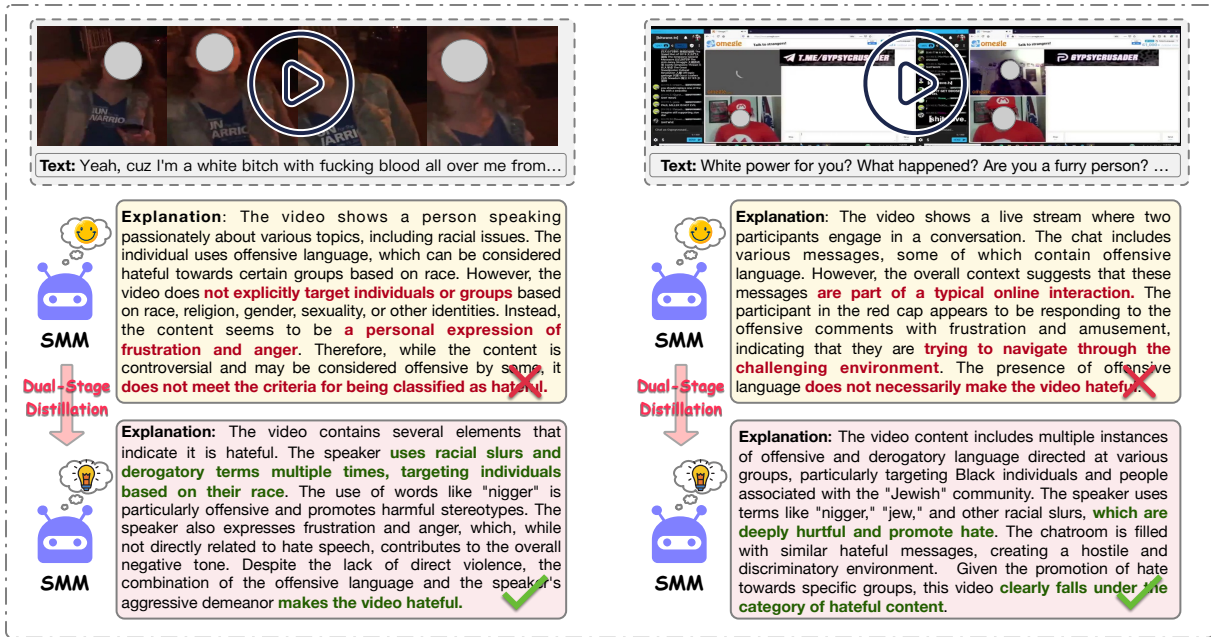 UN
WARRIO
UN
ARRIC
UN
ARRIO
Text: Yeah, cuz I'm a white bitch with fucking blood all over me from…
Explanation: The video shows a person speaking
passionately about various topics, including racial issues. The
individual uses offensive language, which can be considered
hateful towards certain groups based on race. However, the
video does not explicitly target individuals or groups based
on race, religion, gender, sexuality, or other identities. Instead,
the content seems to be a personal expression of
frustration and anger. Therefore, while the content is
controversial and may be considered offensive by some, it
does not meet the criteria for being classified as hateful.
SMM
Dual-Stage
Distillation
Explanation: The video contains several elements that
indicate it is hateful. The speaker uses racial slurs and
derogatory terms multiple times, targeting individuals
based on their race. The use of words like "nigger" is
particularly offensive and promotes harmful stereotypes. The
speaker also expresses frustration and anger, which, while
not directly related to hate speech, contributes to the overall
negative tone. Despite the lack of direct violence, the
combination of the offensive language and the speaker's
aggressive demeanor makes the video hateful.
SMM
omegle
Talk to strangers!
T.ME/GYPSYCRUSADER
omegle
Talk to strangers!
GYPSYCRUSADER
Text: White power for you? What happened? Are you a furry person? …
Explanation: The video shows a live stream where two
participants engage in a conversation. The chat includes
various messages, some of which contain offensive
language. However, the overall context suggests that these
messages are part of a typical online interaction. The
participant in the red cap appears to be responding to the
offensive comments with frustration and amusement,
indicating that they are trying to navigate through the
challenging environment. The presence of offensive
language does not necessarily make the video hateful.
SMM
Dual-Stage
Distillation
Explanation: The video content includes multiple instances
of offensive and derogatory language directed at various
groups, particularly targeting Black individuals and people
associated with the "Jewish" community. The speaker uses
terms like "nigger," "jew," and other racial slurs, which are
deeply hurtful and promote hate. The chatroom is filled
with similar hateful messages, creating a hostile and
discriminatory environment. Given the promotion of hate
towards specific groups, this video clearly falls under the
category of hateful content.
SMM